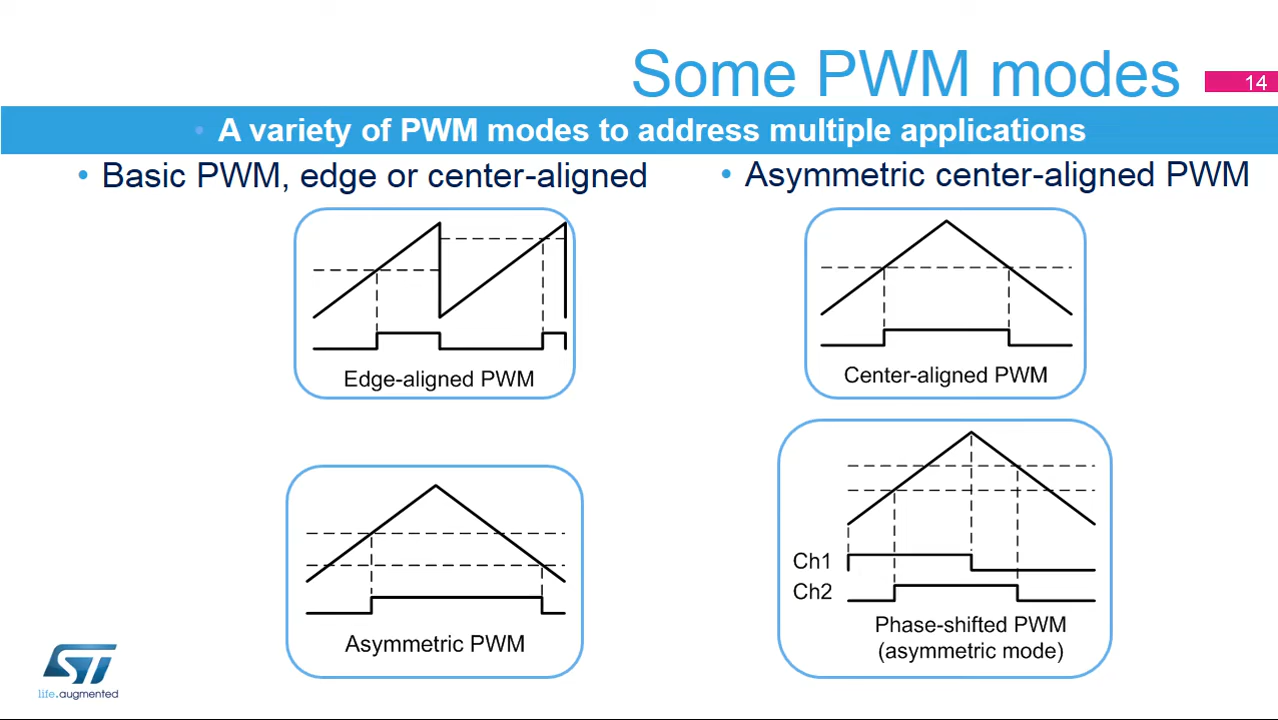 Some PWM modes
14
• A variety of PWM modes to address multiple applications
• Basic PWM, edge or center-aligned
• Asymmetric center-aligned PWM
Edge-aligned PWM
Center-aligned PWM
Asymmetric PWM
Ch1
Ch2
Phase-shifted PWM
(asymmetric mode)
ST
life.augmented